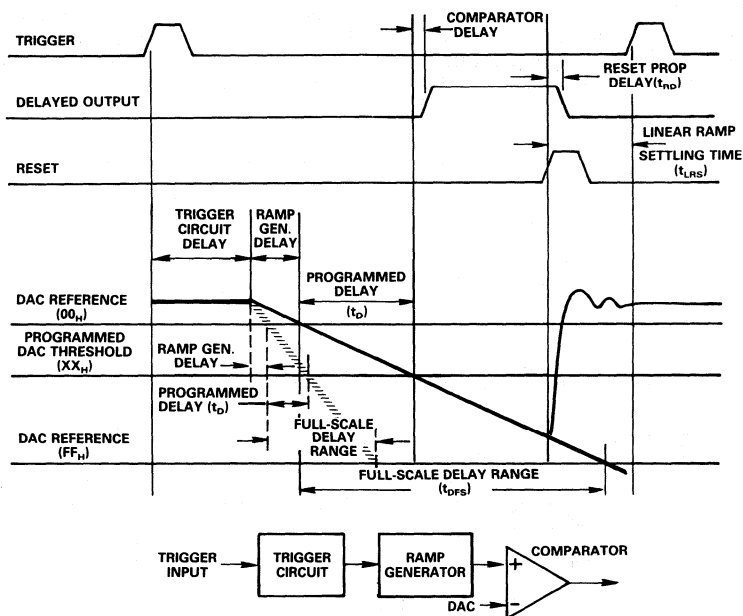 COMPARATOR
DELAY
TRIGGER
RESET PROP
DELAY(tRD)
DELAYED OUTPUT
LINEAR RAMP
SETTLING TIME
(tLRS)
RESET
TRIGGER
CIRCUIT
DELAY
RAMP
GEN.
DELAY
PROGRAMMED
DELAY
(tD)
DAC REFERENCE
(00H)
PROGRAMMED
DAC THRESHOLD
(XXH)
RAMP GEN.
DELAY
PROGRAMMED
DELAY (tD)
FULL-SCALE
DELAY
RANGE
DAC REFERENCE
(FFH)
FULL-SCALE DELAY RANGE
(tDFS)
TRIGGER
INPUT
TRIGGER
CIRCUIT
RAMP
GENERATOR
COMPARATOR
+
DAC
−